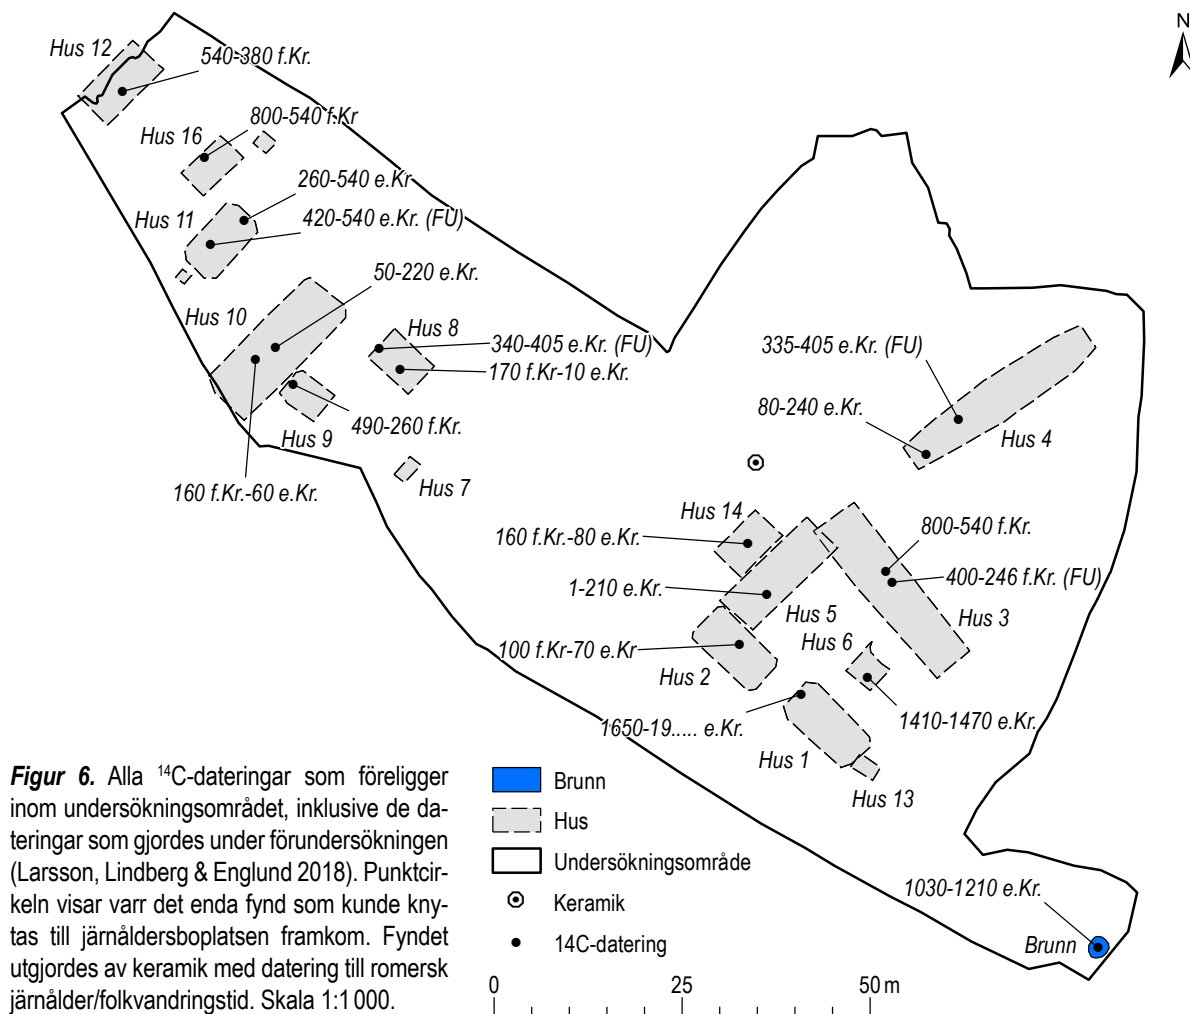 N
Hus 12
540-380 f.Kr.
800-540 f.Kr
Hus 16
260-540 e.Kr
Hus 11
420-540 e.Kr. (FU)
50-220 e.Kr.
Hus 10
Hus 8
340-405 e.Kr. (FU)
170 f.Kr-10 e.Kr.
490-260 f.Kr.
Hus 9
Hus 7
160 f.Kr.-60 e.Kr.
335-405 e.Kr. (FU)
80-240 e.Kr.
Hus 4
Hus 14
160 f.Kr.-80 e.Kr.
800-540 f.Kr.
400-246 f.Kr. (FU)
1-210 e.Kr.
Hus 5
Hus 3
Hus 6
100 f.Kr-70 e.Kr
Hus 2
1410-1470 e.Kr.
1650-19..... e.Kr.
Hus 1
Hus 13
1030-1210 e.Kr.
Brunn
Figur 6. Alla 14C-dateringar som föreligger
inom undersökningsområdet, inklusive de da-
teringar som gjordes under förundersökningen
(Larsson, Lindberg & Englund 2018). Punktcir-
keln visar varr det enda fynd som kunde kny-
tas till järnåldersboplatsen framkom. Fyndet
utgjordes av keramik med datering till romersk
järnålder/folkvandringstid. Skala 1:1 000.
Brunn
Hus
Undersökningsområde
Keramik
14C-datering
0 25 50 m